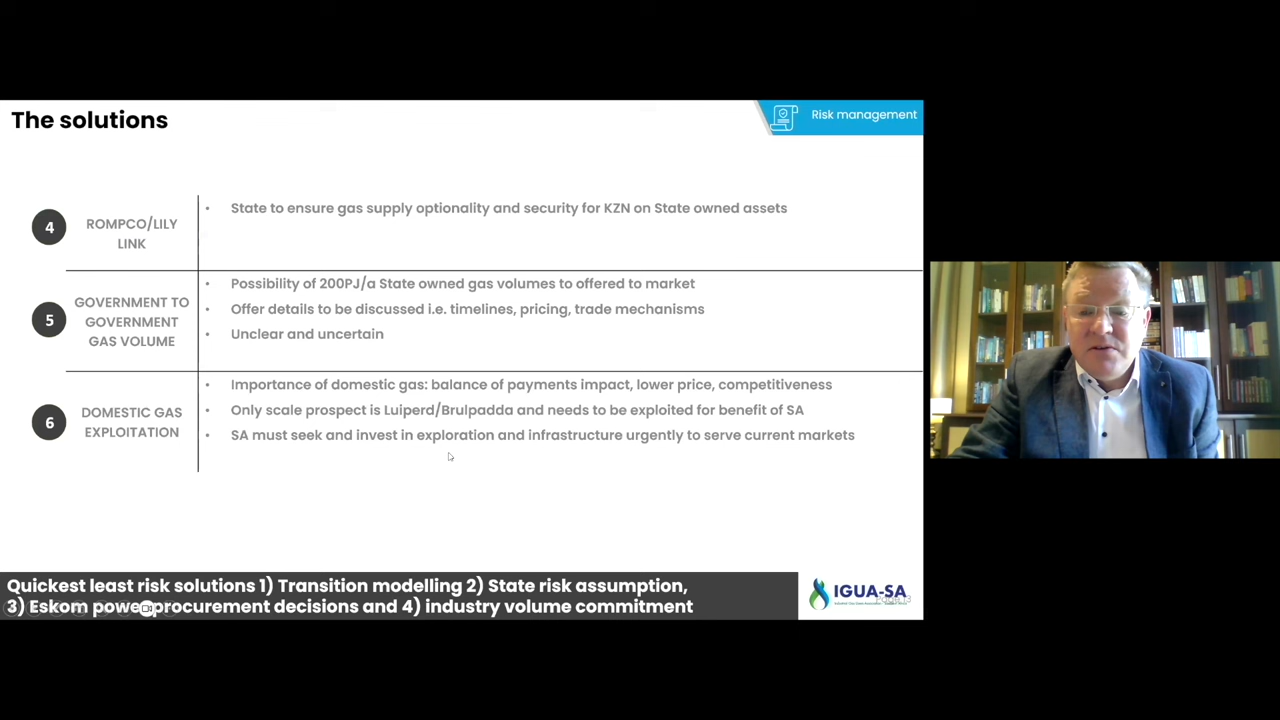 The solutions
Risk management
4
ROMPCO/LILY
LINK
• State to ensure gas supply optionality and security for KZN on State owned assets
5
GOVERNMENT TO
GOVERNMENT
GAS VOLUME
• Possibility of 200PJ/a State owned gas volumes to offered to market
• Offer details to be discussed i.e. timelines, pricing, trade mechanisms
• Unclear and uncertain
6
DOMESTIC GAS
EXPLOITATION
• Importance of domestic gas: balance of payments impact, lower price, competitiveness
• Only scale prospect is Luiperd/Brulpadda and needs to be exploited for benefit of SA
• SA must seek and invest in exploration and infrastructure urgently to serve current markets
Quickest least risk solutions 1) Transition modelling 2) State risk assumption,
3) Eskom power procurement decisions and 4) industry volume commitment
IGUA-SA
Page 13